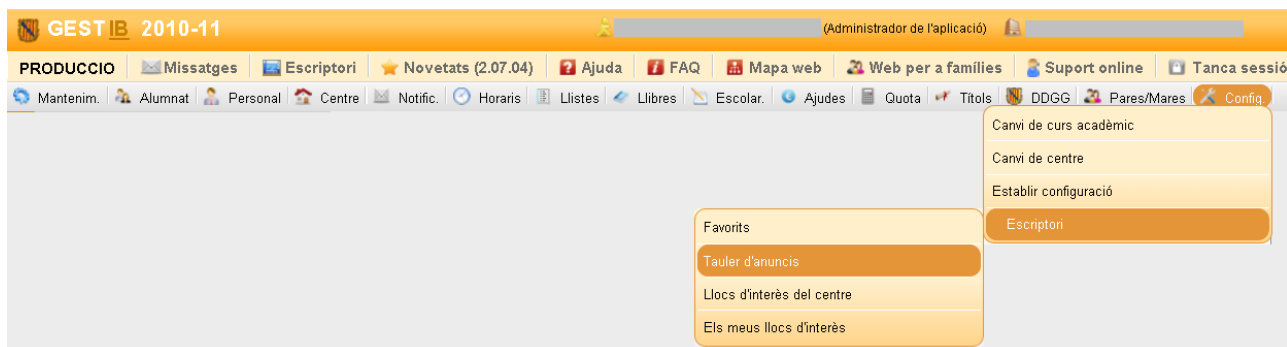 GESTIB 2010-11 (Administrador de l'aplicació)
PRODUCCIO Missatges Escriptori Novetats (2.07.04) Ajuda FAQ Mapa web Web per a famílies Suport online Tanca sessió
Mantenim. Alumnat Personal Centre Notific. Horaris Llistes Llibres Escolar. Ajudes Quota Títols DDGG Pares/Mares Config.
Canvi de curs acadèmic
Canvi de centre
Establir configuració
Escriptori
Favorits
Tauler d'anuncis
Llocs d'interès del centre
Els meus llocs d'interès